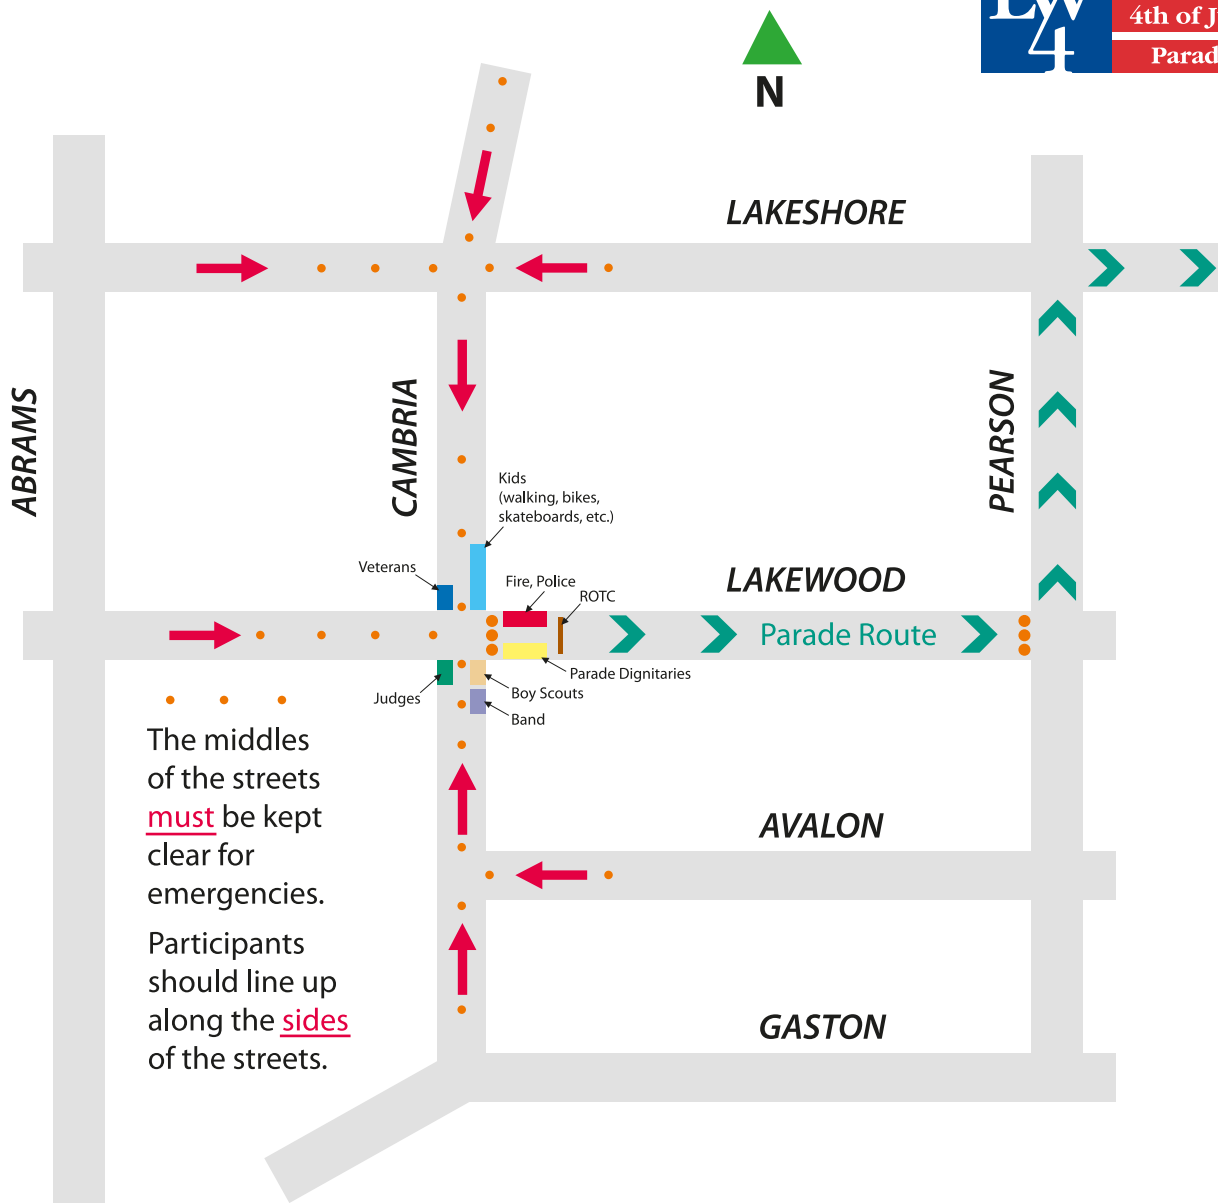 LW
4
4th of J
Parad
N
LAKESHORE
ABRAMS
CAMBRIA
PEARSON
Kids
(walking, bikes,
skateboards, etc.)
Veterans
Fire, Police
ROTC
LAKEWOOD
Parade Route
Parade Dignitaries
Judges
Boy Scouts
Band
The middles
of the streets
must be kept
clear for
emergencies.
Participants
should line up
along the sides
of the streets.
AVALON
GASTON